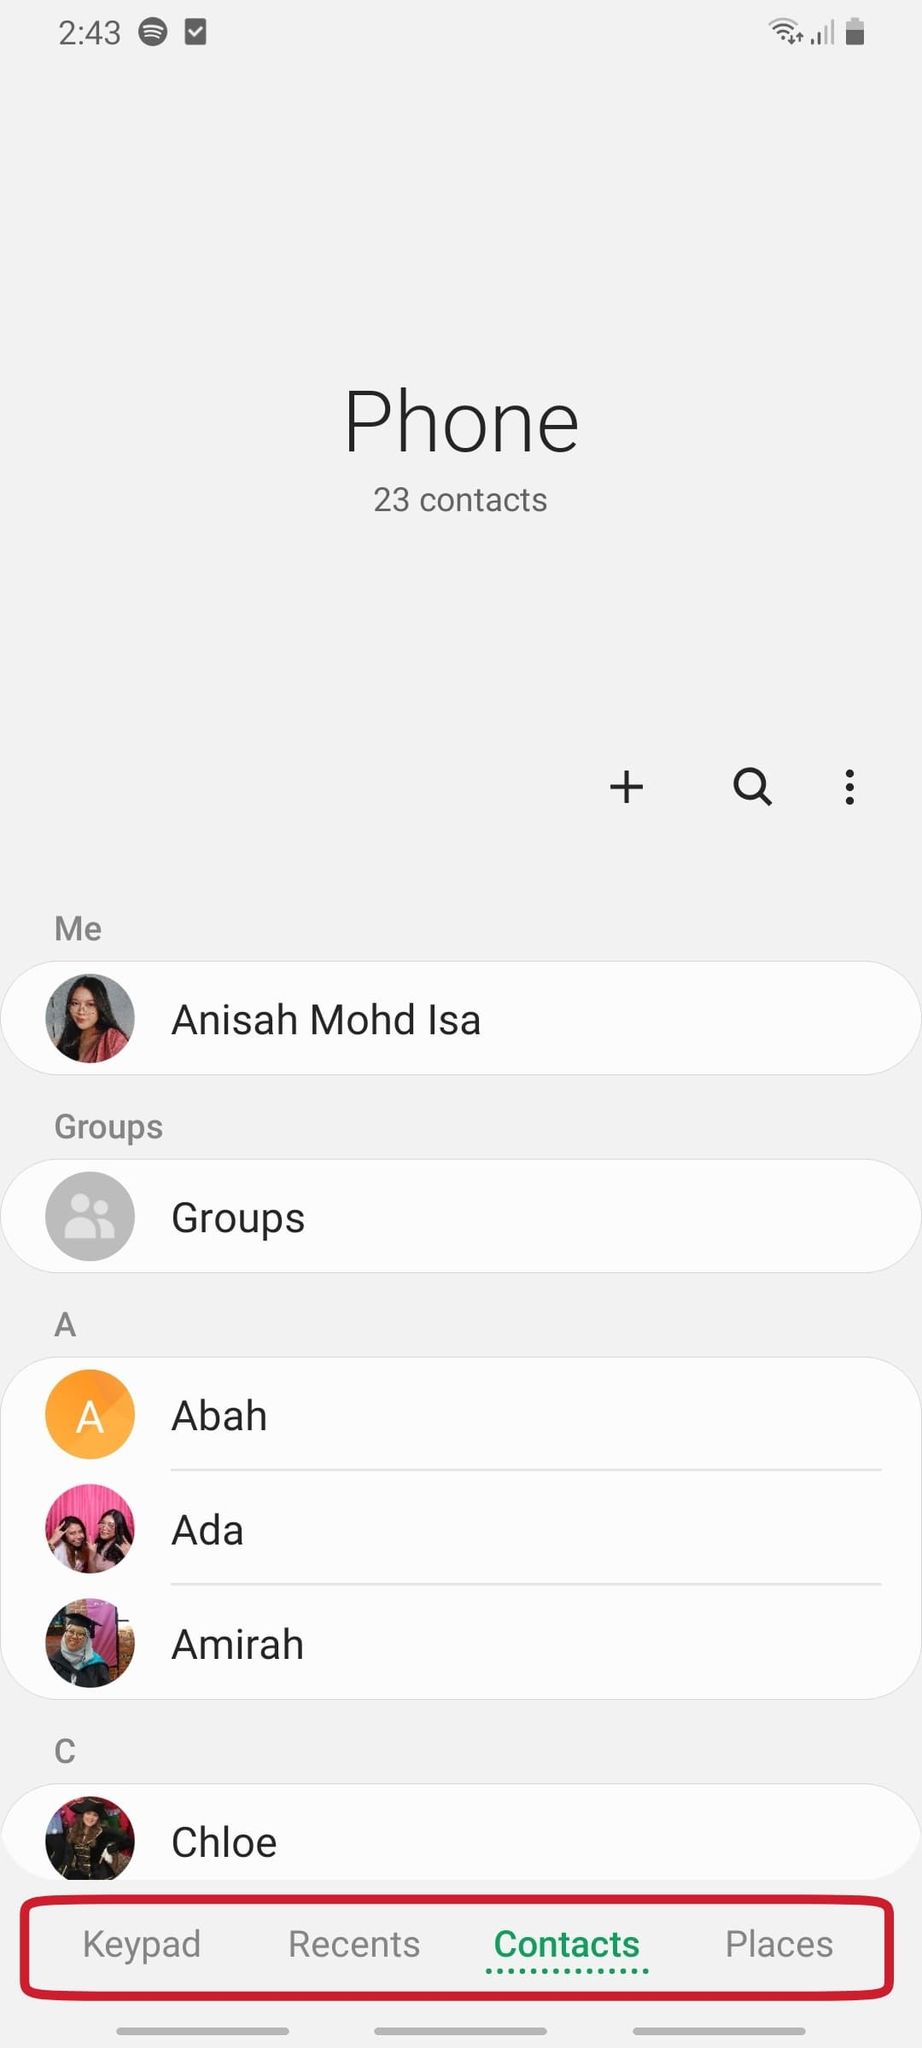 2:43
Phone
23 contacts
Me
Anisah Mohd Isa
Groups
Groups
A
A Abah
Ada
Amirah
C
Chloe
Keypad Recents Contacts Places